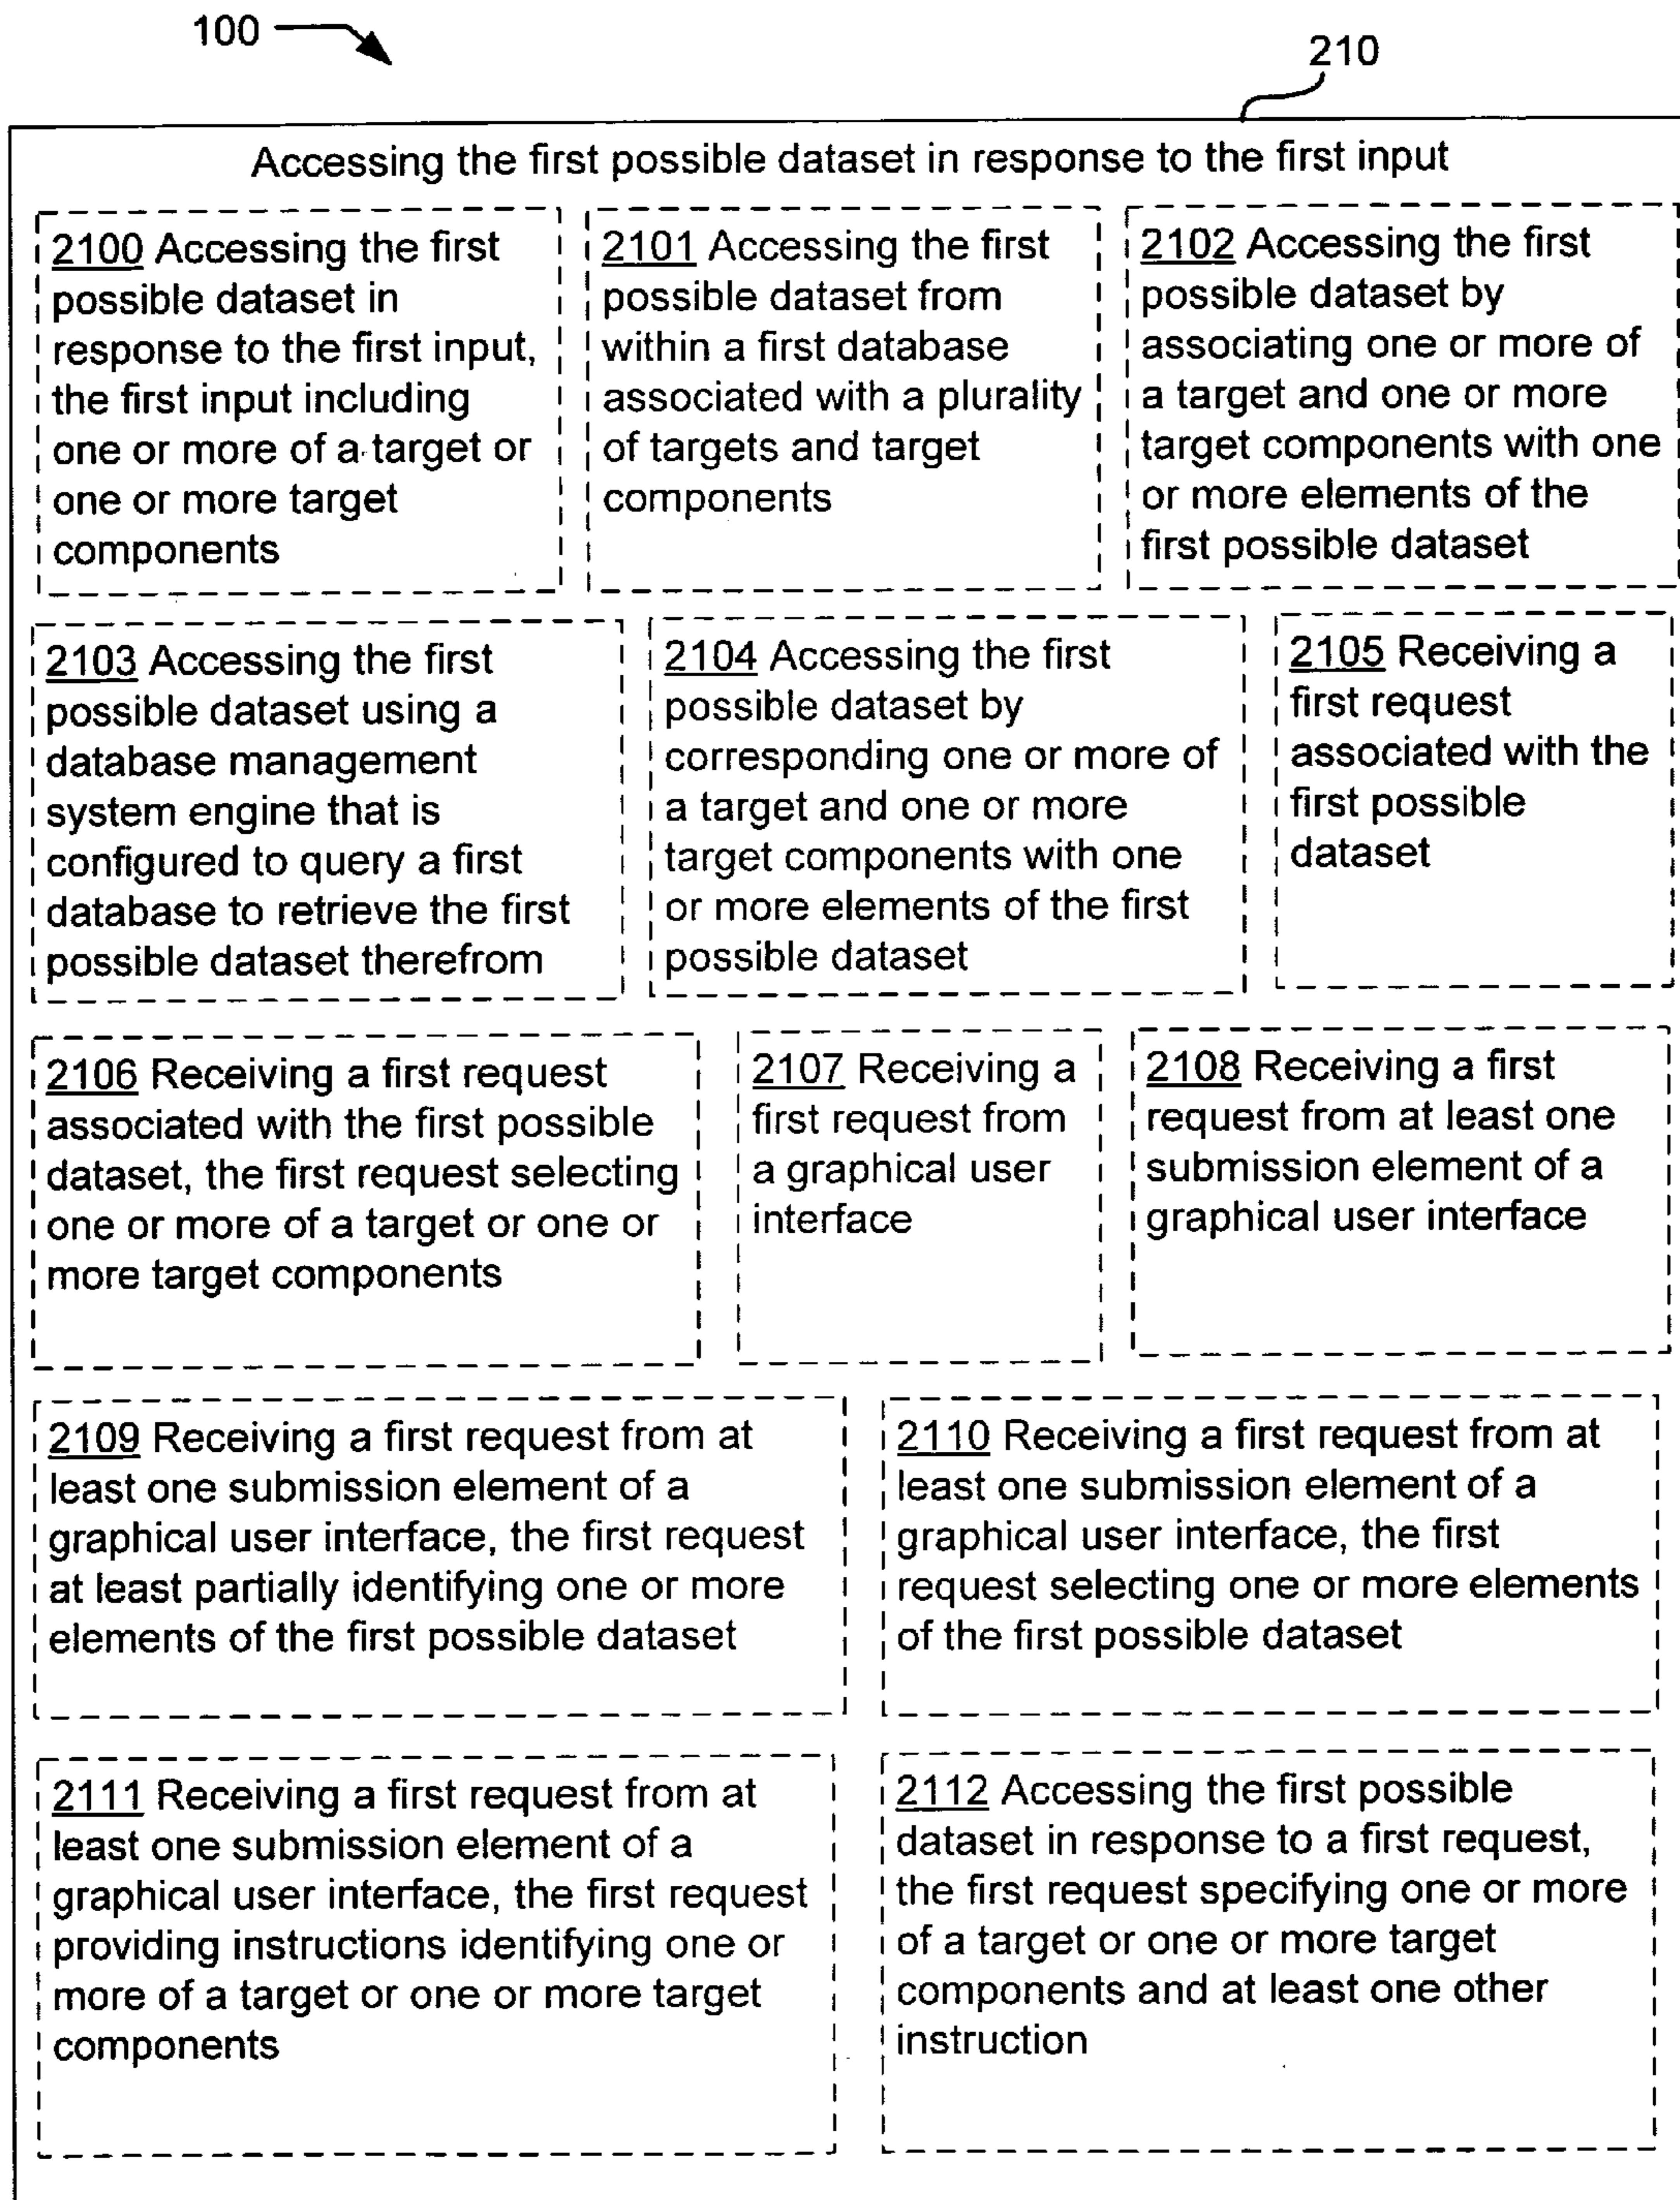 100
210
Accessing the first possible dataset in response to the first input
2100 Accessing the first
possible dataset in
response to the first input,
the first input including
one or more of a target or
one or more target
components
2101 Accessing the first
possible dataset from
within a first database
associated with a plurality
of targets and target
components
2102 Accessing the first
possible dataset by
associating one or more of
a target and one or more
target components with one
or more elements of the
first possible dataset
2103 Accessing the first
possible dataset using a
database management
system engine that is
configured to query a first
database to retrieve the first
possible dataset therefrom
2104 Accessing the first
possible dataset by
corresponding one or more of
a target and one or more
target components with one
or more elements of the first
possible dataset
2105 Receiving a
first request
associated with the
first possible
dataset
2106 Receiving a first request
associated with the first possible
dataset, the first request selecting
one or more of a target or one or
more target components
2107 Receiving a
first request from
a graphical user
interface
2108 Receiving a first
request from at least one
submission element of a
graphical user interface
2109 Receiving a first request from at
least one submission element of a
graphical user interface, the first request
at least partially identifying one or more
elements of the first possible dataset
2110 Receiving a first request from at
least one submission element of a
graphical user interface, the first
request selecting one or more elements
of the first possible dataset
2111 Receiving a first request from at
least one submission element of a
graphical user interface, the first request
providing instructions identifying one or
more of a target or one or more target
components
2112 Accessing the first possible
dataset in response to a first request,
the first request specifying one or more
of a target or one or more target
components and at least one other
instruction